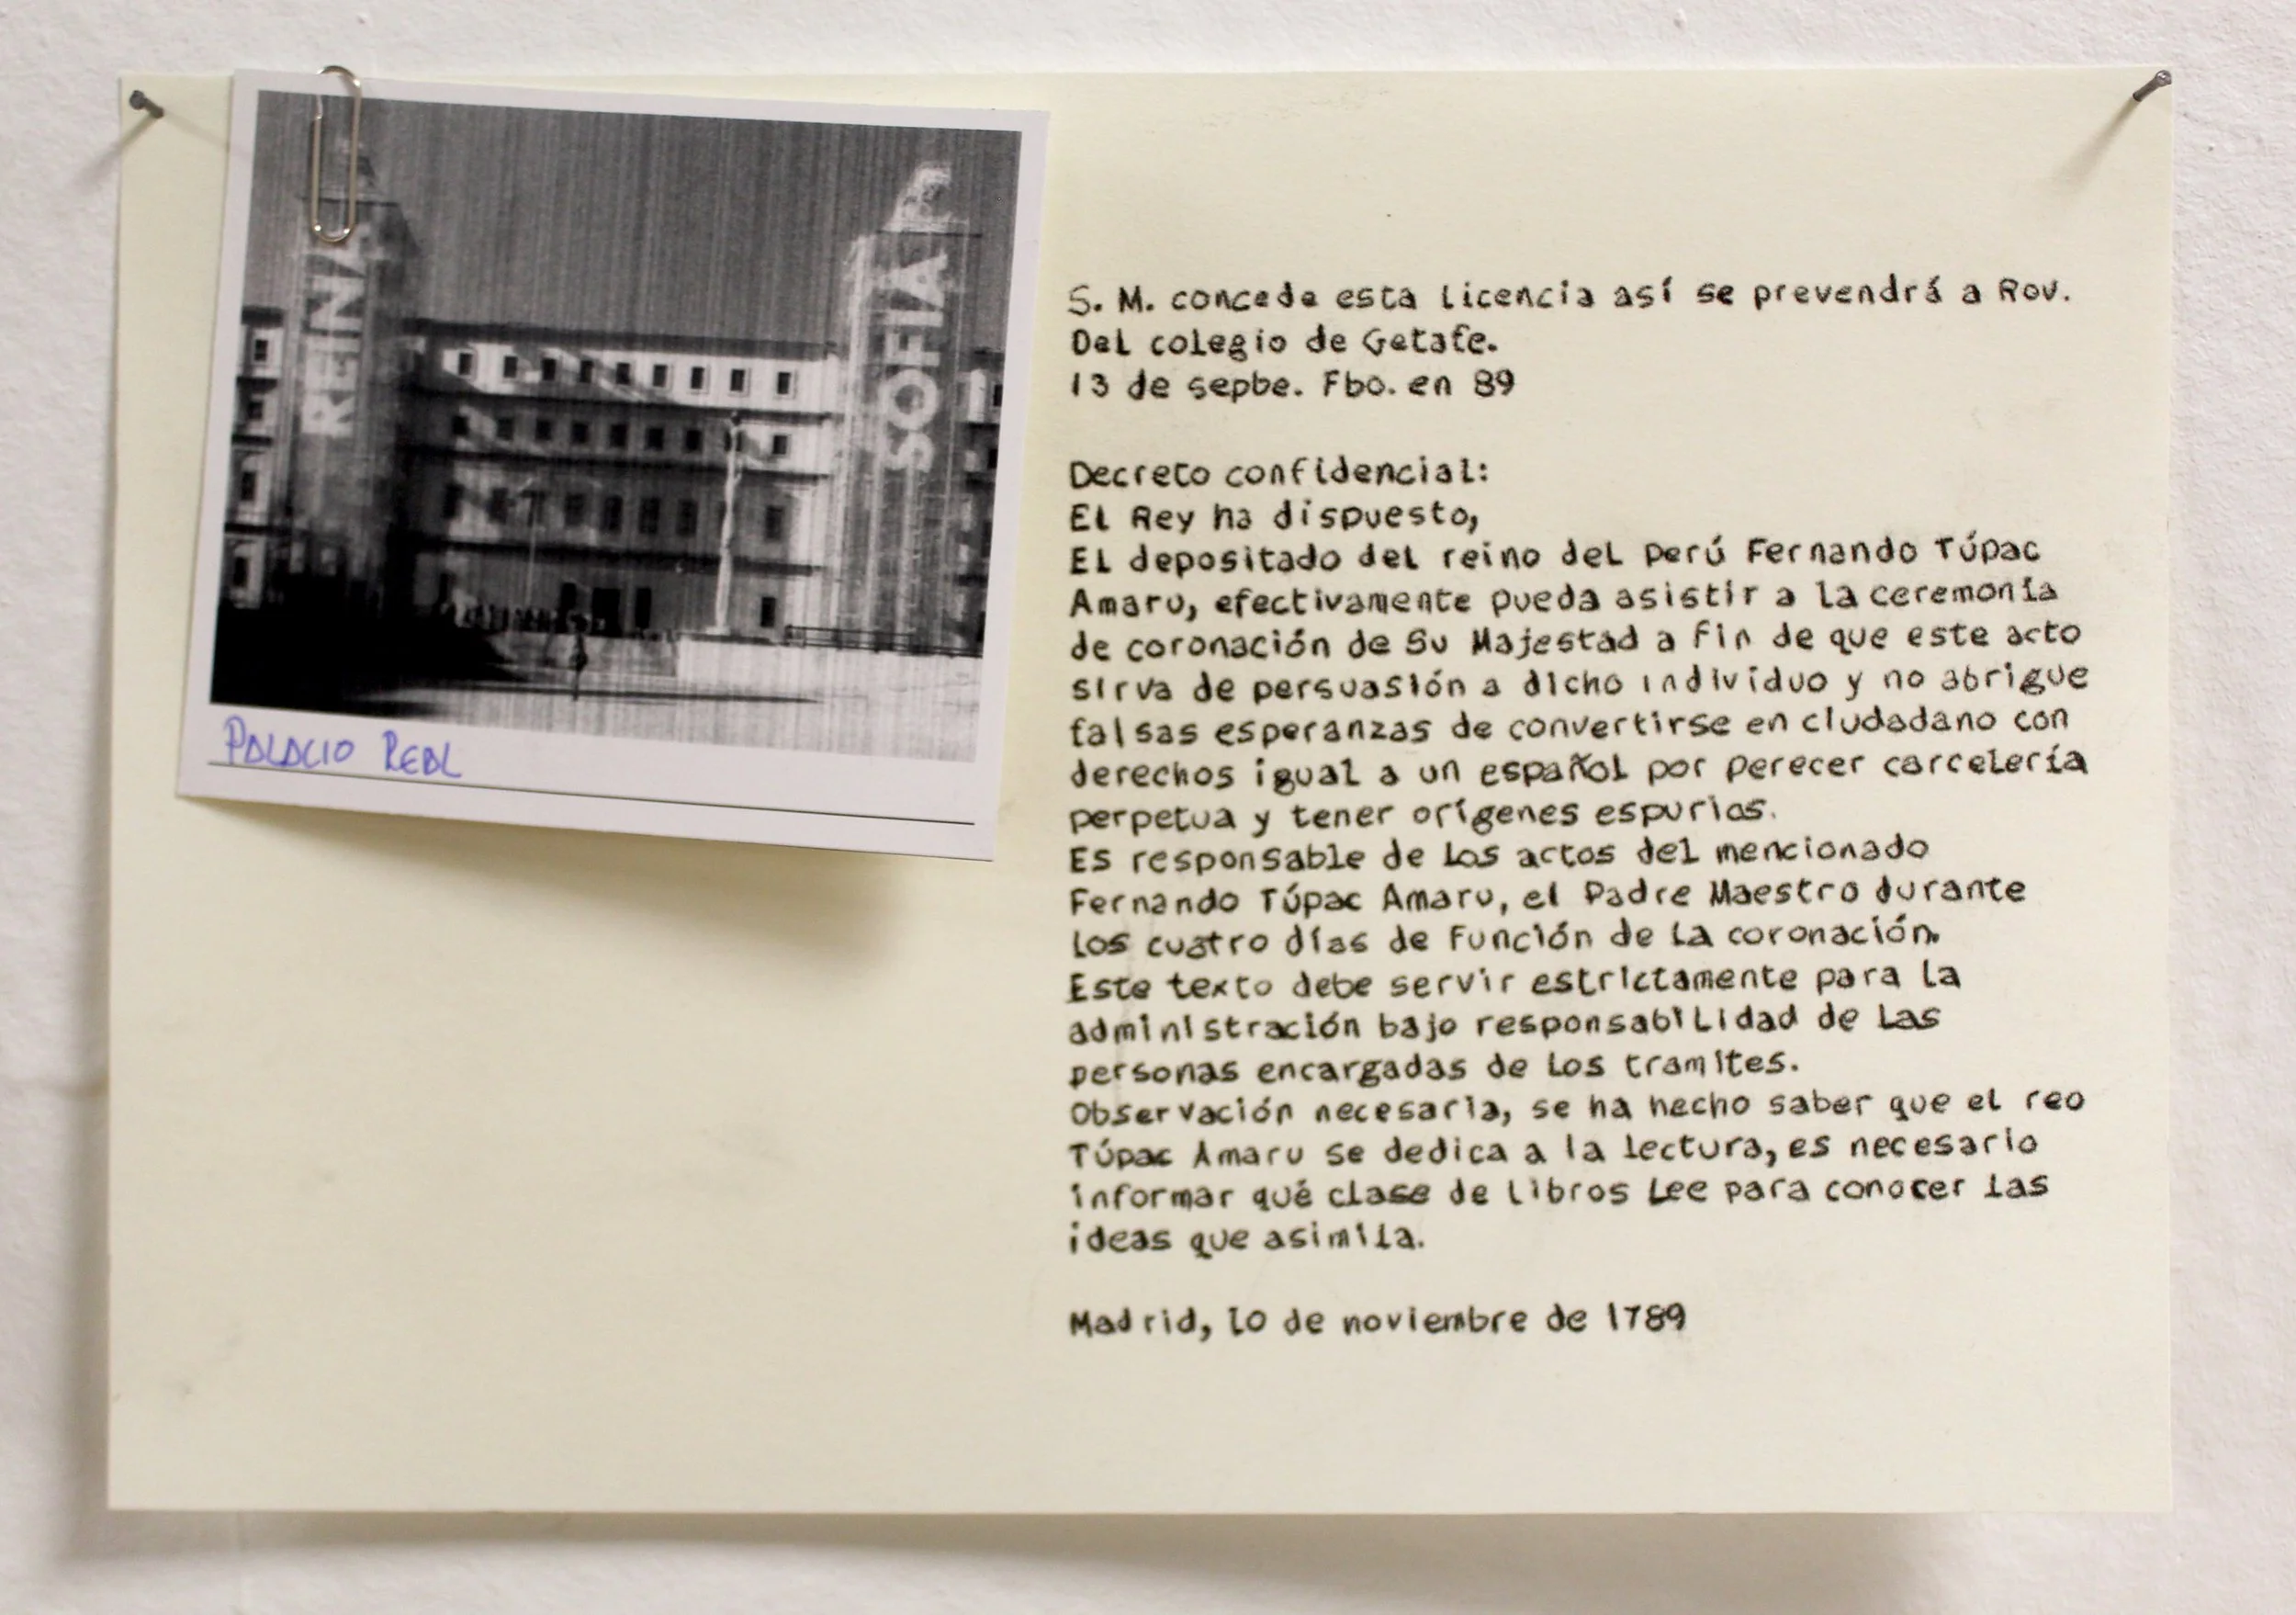 REINA
SOFIA
PALACIO REAL
S. M. concede esta licencia así se prevendrá a Rov.
Del colegio de Getafe.
13 de sepbe. Fbo. en 89
Decreto confidencial:
El Rey ha dispuesto,
El depositado del reino del perú Fernando Túpac
Amaru, efectivamente pueda asistir a la ceremonia
de coronación de Su Majestad a fin de que este acto
sirva de persuasión a dicho individuo y no abrigue
falsas esperanzas de convertirse en ciudadano con
derechos igual a un español por perecer carcelería
perpetua y tener orígenes espurios.
Es responsable de los actos del mencionado
Fernando Túpac Amaru, el Padre Maestro durante
los cuatro días de función de la coronación.
Este texto debe servir estrictamente para la
administración bajo responsabilidad de las
personas encargadas de los tramites.
Observación necesaria, se ha hecho saber que el reo
Túpac Amaru se dedica a la lectura, es necesario
informar qué clase de libros lee para conocer las
ideas que asimila.
Madrid, 10 de noviembre de 1789